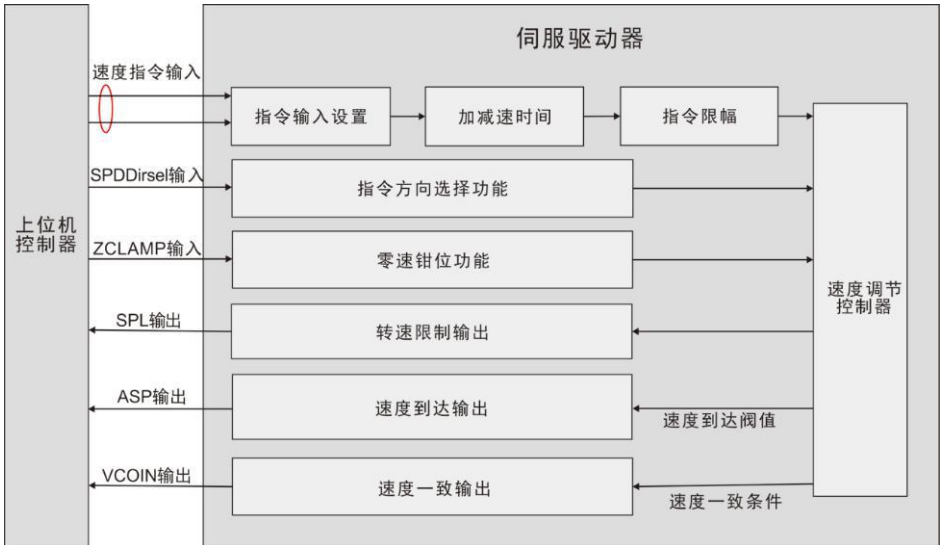 伺服驱动器
速度指令输入
指令输入设置
加减速时间
指令限幅
SPDDirsel输入
指令方向选择功能
上位机
控制器
ZCLAMP输入
零速钳位功能
速度调节
控制器
SPL输出
转速限制输出
ASP输出
速度到达输出
速度到达阀值
VCOIN输出
速度一致输出
速度一致条件